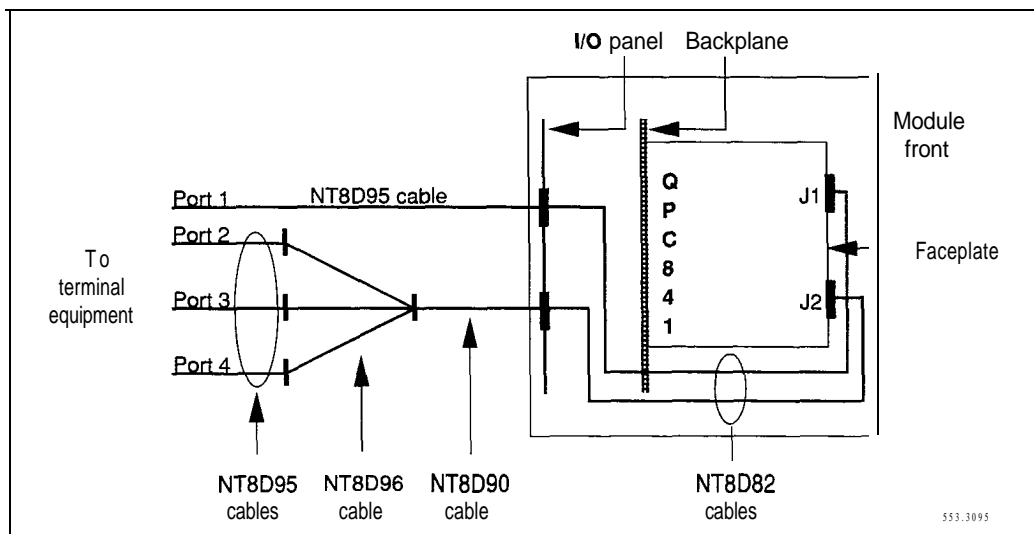 I/O panel
Backplane
Module
front
Q
P
C
8
4
1
J1
Faceplate
J2
Port 1
NT8D95 cable
Port 2
To
terminal
equipment
Port 3
Port 4
NT8D95
cables
NT8D96
cable
NT8D90
cable
NT8D82
cables
553.3095